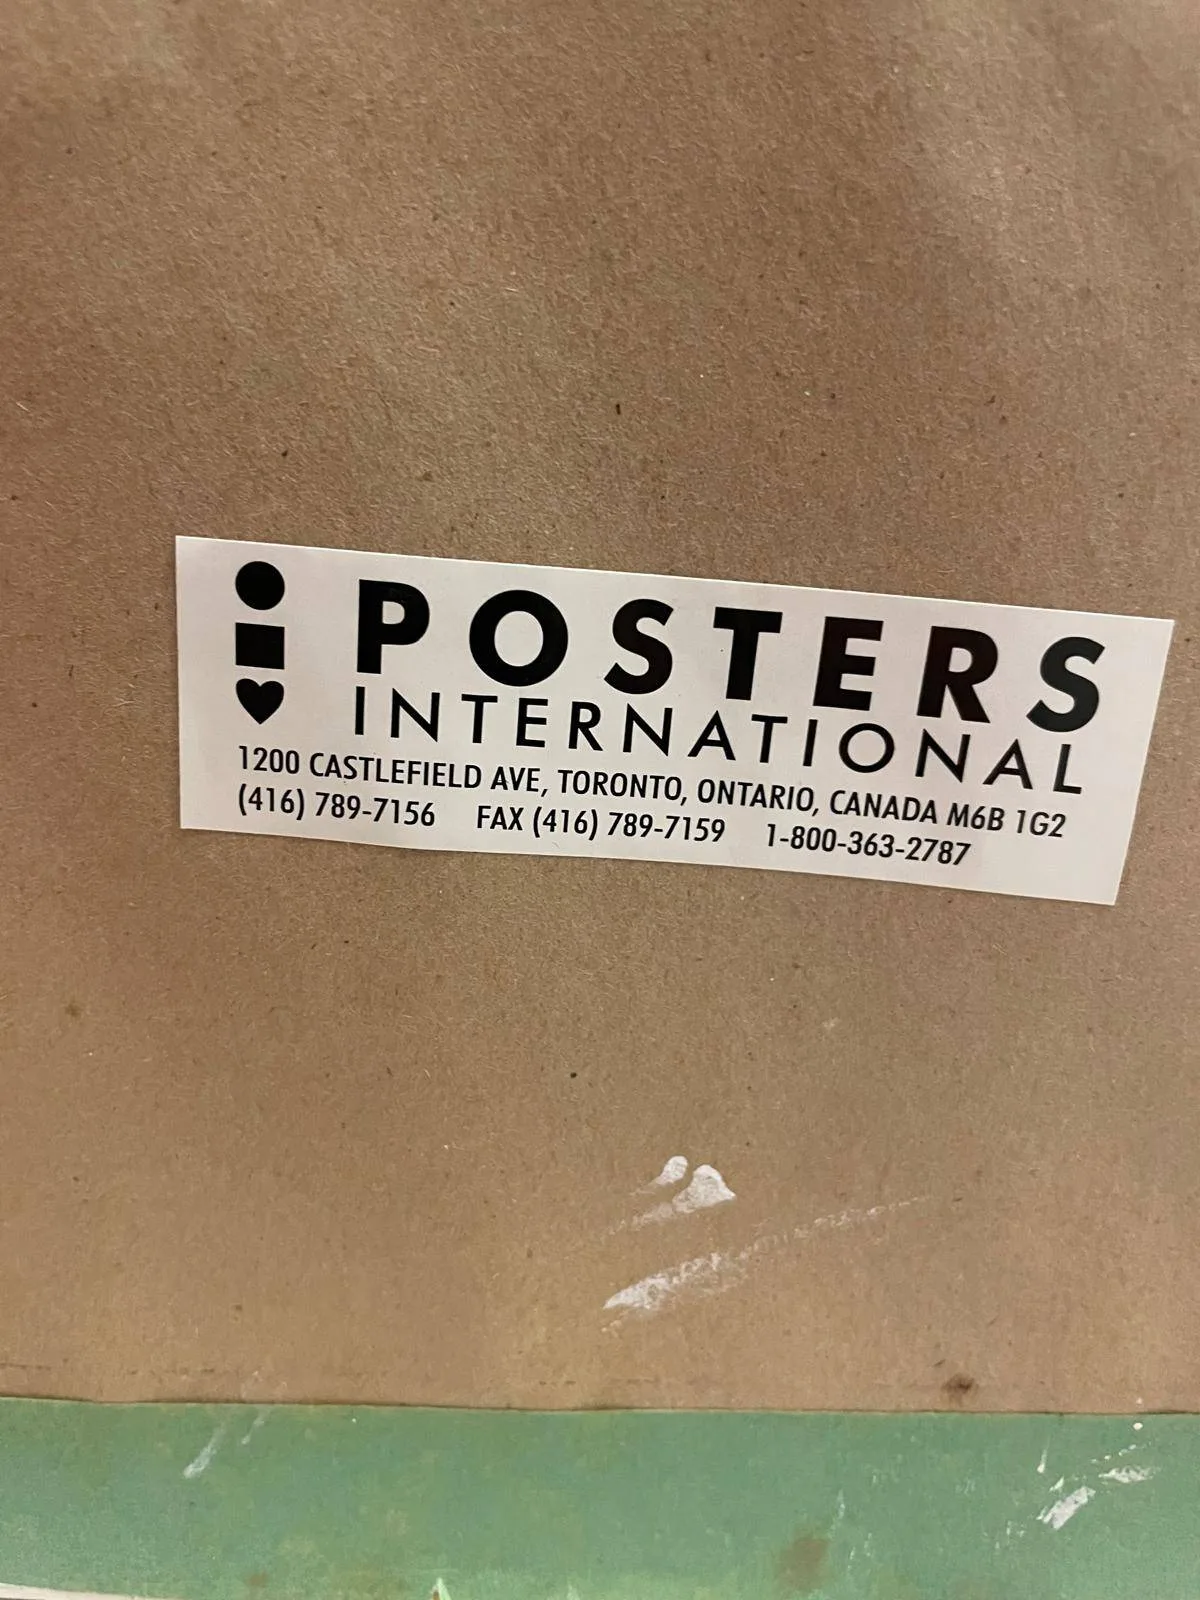 POSTERS
INTERNATIONAL
1200 CASTLEFIELD AVE, TORONTO, ONTARIO, CANADA M6B 1G2
(416) 789-7156 FAX (416) 789-7159 1-800-363-2787